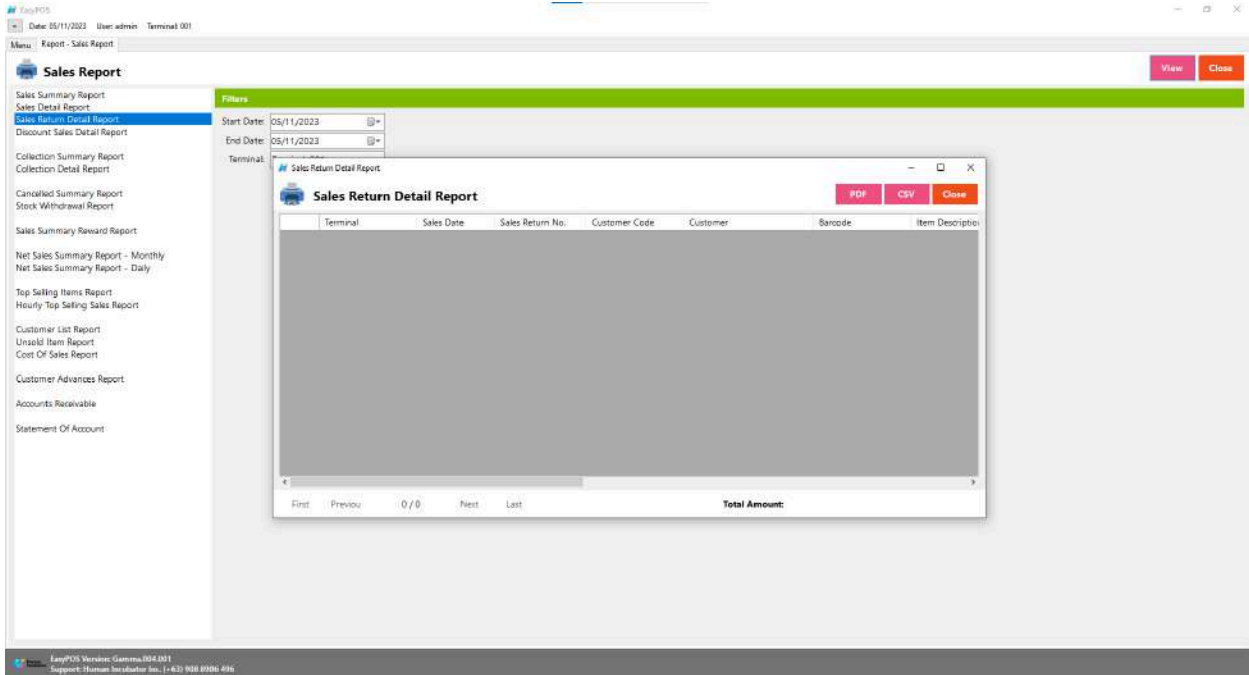 EasyPOS
Date: 05/11/2023 User: admin Terminal: 001
Menu Report - Sales Report
Sales Report
View Close
Sales Summary Report
Sales Detail Report
Sales Return Detail Report
Discount Sales Detail Report
Collection Summary Report
Collection Detail Report
Cancelled Summary Report
Stock Withdrawal Report
Sales Summary Reward Report
Net Sales Summary Report - Monthly
Net Sales Summary Report - Daily
Top Selling Items Report
Hourly Top Selling Sales Report
Customer List Report
Unsold Item Report
Cost Of Sales Report
Customer Advances Report
Accounts Receivable
Statement Of Account
Filters
Start Date: 05/11/2023
End Date: 05/11/2023
Terminal:
Sales Return Detail Report
Sales Return Detail Report
PDF CSV Close
Terminal Sales Date Sales Return No. Customer Code Customer Barcode Item Descriptio
First Previou 0 / 0 Next Last Total Amount:
EasyPOS Version: Gamma.004.001
Support: Human Incubator Inc. (+63) 908 8906 496